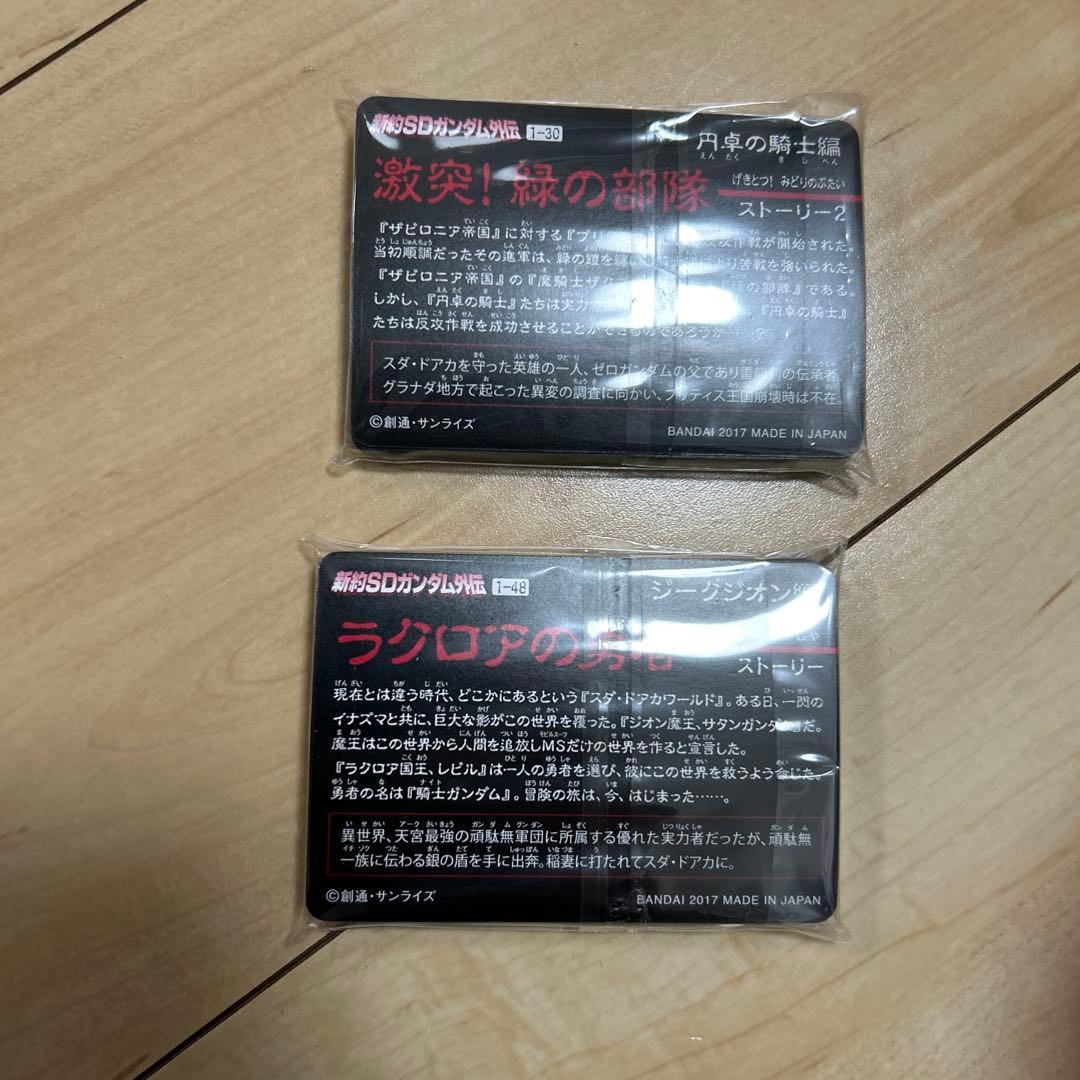 新約SDガンダム外伝 1-30
円卓の騎士編
えん たく き し へん
激突!緑の部隊
げきとつ! みどりのぶたい
ストーリー2
『ザビロニア帝国』に対する『ブリ 反攻作戦が開始された。
当初順調だったその進軍は、緑の鎧を纏 より苦戦を強いられた。
『ザビロニア帝国』の『魔騎士ザク の部隊』である。
しかし、『円卓の騎士』たちは実力 『円卓の騎士』
たちは反攻作戦を成功させることができるのであろうか……?
スダ・ドアカを守った英雄の一人、ゼロガンダムの父であり雷龍剣の伝承者。
グラナダ地方で起こった異変の調査に向かい、ブリティス王国崩壊時は不在。
©創通・サンライズ
BANDAI 2017 MADE IN JAPAN
新約SDガンダム外伝 1-48
ジークジオン編
ラクロアの勇者
しゃ
ストーリー
現在とは違う時代、どこかにあるという『スダ・ドアカワールド』。ある日、一閃の
イナズマと共に、巨大な影がこの世界を覆った。『ジオン魔王、サタンガンダム』だ。
魔王はこの世界から人間を追放しMSだけの世界を作ると宣言した。
『ラクロア国王、レビル』は一人の勇者を選び、彼にこの世界を救うよう命じた。
勇者の名は『騎士ガンダム』。冒険の旅は、今、はじまった……。
異世界、天宮最強の頑駄無軍団に所属する優れた実力者だったが、頑駄無
一族に伝わる銀の盾を手に出奔。稲妻に打たれてスダ・ドアカに。
©創通・サンライズ
BANDAI 2017 MADE IN JAPAN